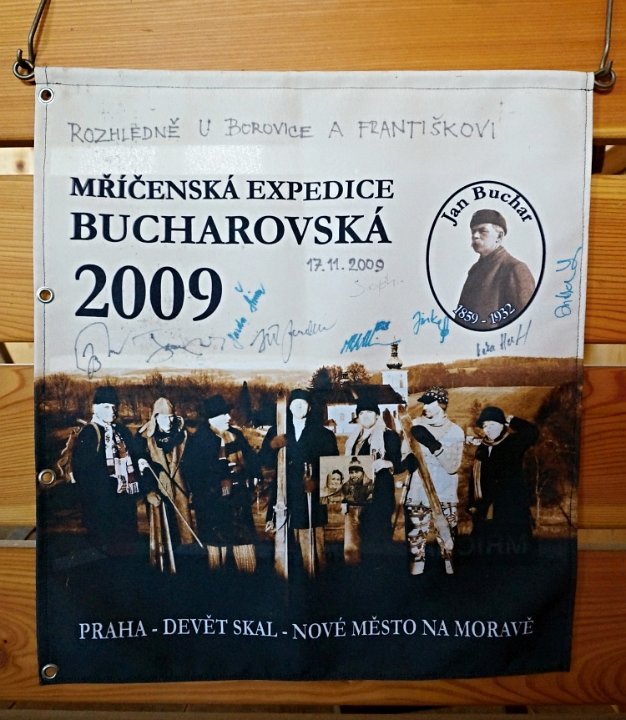 ROZHLEDNĚ U BOROVICE A FRANTIŠKOVI
MŘÍČENSKÁ EXPEDICE
BUCHAROVSKÁ
2009
17.11.2009
Jan Buchar
1859 - 1932
PRAHA - DEVĚT SKAL - NOVÉ MĚSTO NA MORAVĚ